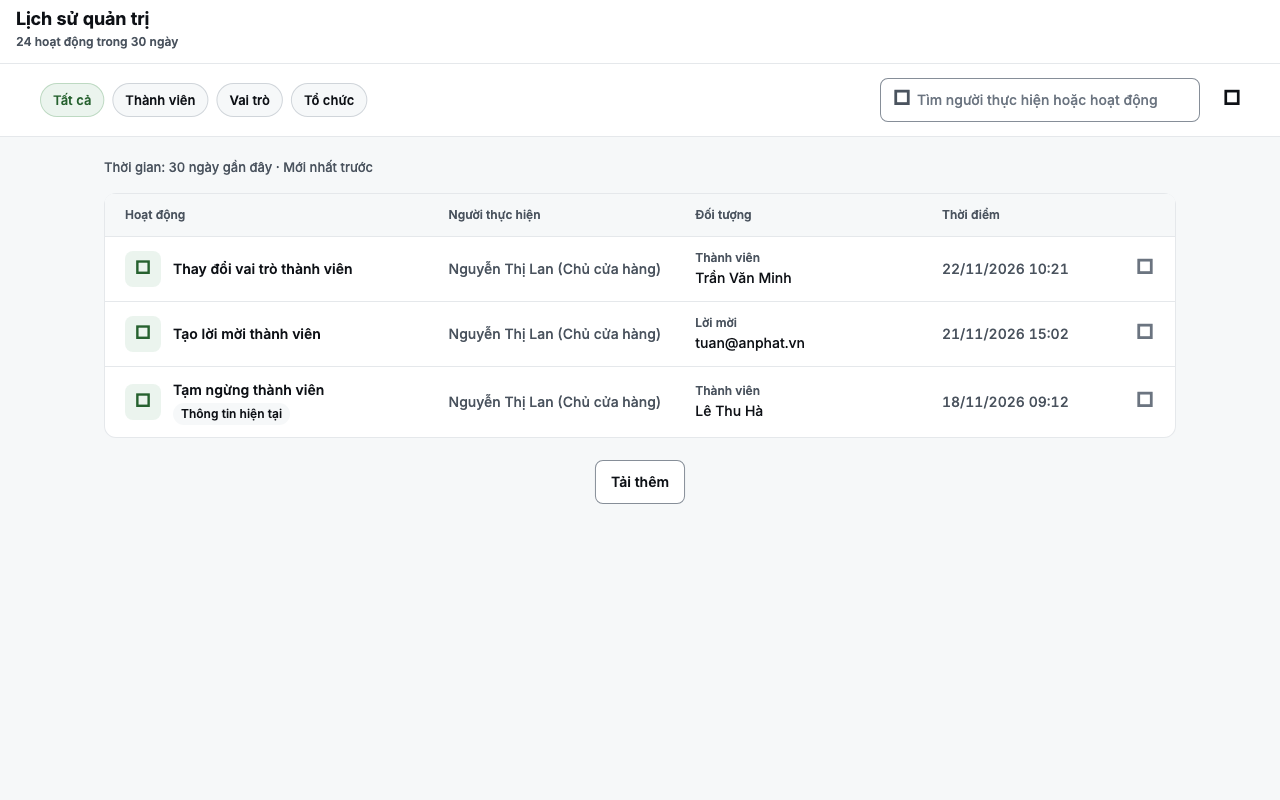 Lịch sử quản trị
24 hoạt động trong 30 ngày
Tất cả
Thành viên
Vai trò
Tổ chức
Tìm người thực hiện hoặc hoạt động
Thời gian: 30 ngày gần đây · Mới nhất trước
Hoạt động
Người thực hiện
Đối tượng
Thời điểm
Thay đổi vai trò thành viên
Nguyễn Thị Lan (Chủ cửa hàng)
Thành viên
Trần Văn Minh
22/11/2026 10:21
Tạo lời mời thành viên
Nguyễn Thị Lan (Chủ cửa hàng)
Lời mời
tuan@anphat.vn
21/11/2026 15:02
Tạm ngừng thành viên
Thông tin hiện tại
Nguyễn Thị Lan (Chủ cửa hàng)
Thành viên
Lê Thu Hà
18/11/2026 09:12
Tải thêm